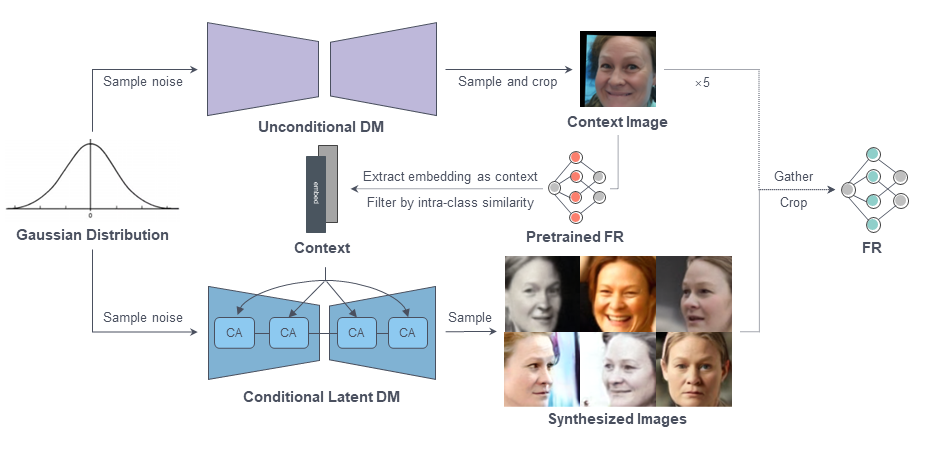 Sample noise
Unconditional DM
Sample and crop
Context Image
×5
0
Gaussian Distribution
embed
Context
Extract embedding as context
Filter by intra-class similarity
Pretrained FR
Gather
Crop
FR
Sample noise
CA
CA
CA
CA
Conditional Latent DM
Sample
Synthesized Images